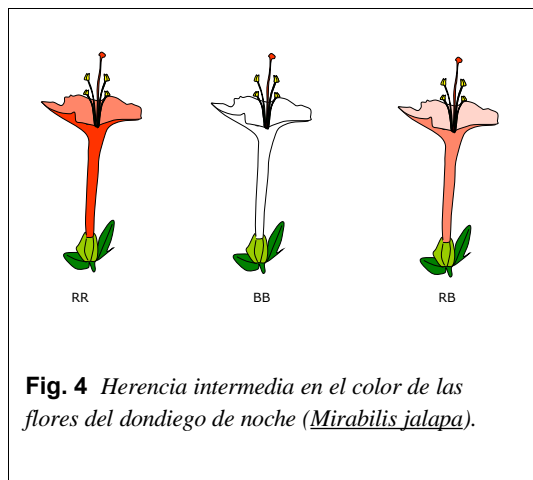 RR BB RB
Fig. 4 Herencia intermedia en el color de las
flores del dondiego de noche (Mirabilis jalapa).